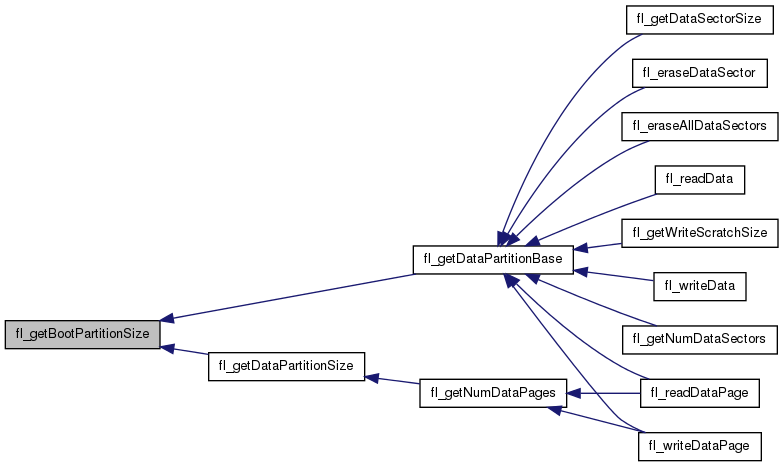 fl_getDataSectorSize
fl_eraseDataSector
fl_eraseAllDataSectors
fl_readData
fl_getWriteScratchSize
fl_getDataPartitionBase
fl_writeData
fl_getBootPartitionSize
fl_getNumDataSectors
fl_getDataPartitionSize
fl_getNumDataPages
fl_readDataPage
fl_writeDataPage